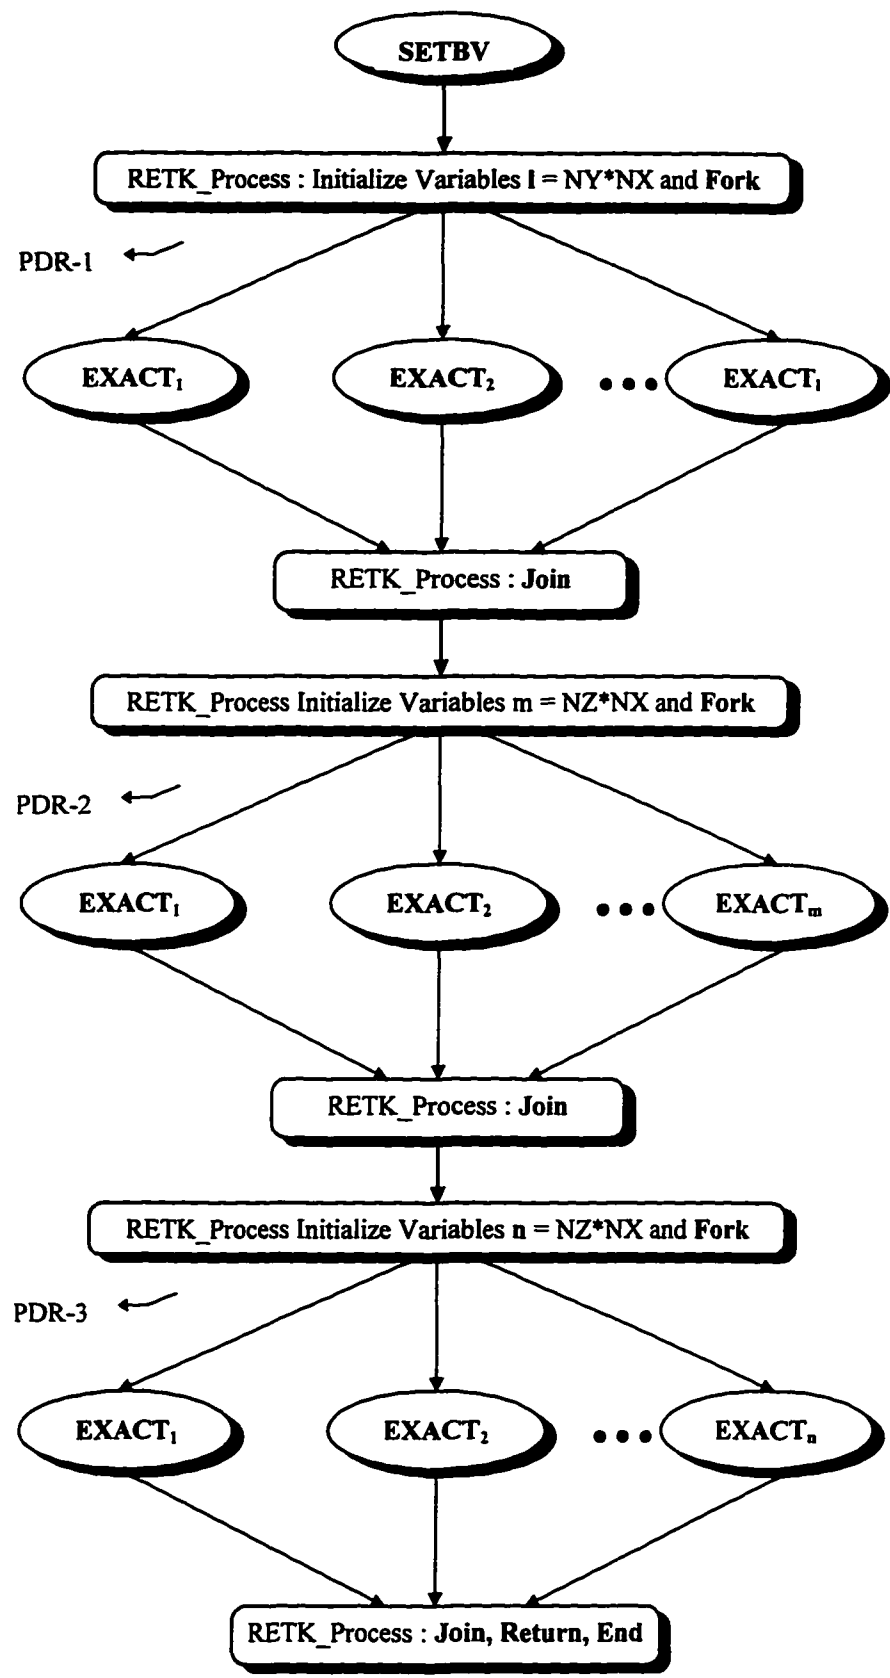 SETBV
RETK_Process : Initialize Variables l = NY*NX and Fork
PDR-1
EXACT₁ EXACT₂ ••• EXACTₗ
RETK_Process : Join
RETK_Process Initialize Variables m = NZ*NX and Fork
PDR-2
EXACT₁ EXACT₂ ••• EXACTₘ
RETK_Process : Join
RETK_Process Initialize Variables n = NZ*NX and Fork
PDR-3
EXACT₁ EXACT₂ ••• EXACTₙ
RETK_Process : Join, Return, End